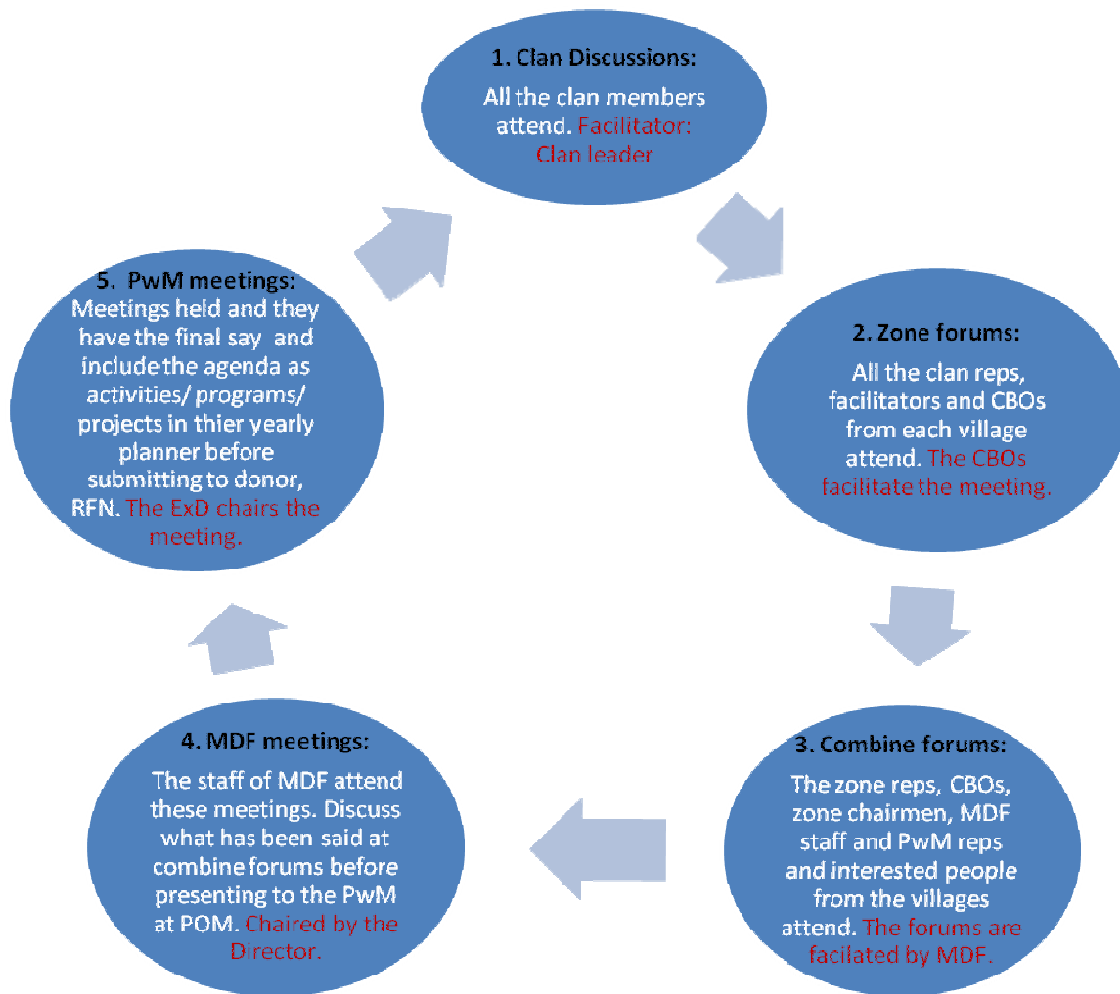 1. Clan Discussions:
All the clan members
attend. Facilitator:
Clan leader
2. Zone forums:
All the clan reps,
facilitators and CBOs
from each village
attend. The CBOs
facilitate the meeting.
3. Combine forums:
The zone reps, CBOs,
zone chairmen, MDF
staff and PwM reps
and interested people
from the villages
attend. The forums are
facilated by MDF.
4. MDF meetings:
The staff of MDF attend
these meetings. Discuss
what has been said at
combine forums before
presenting to the PwM
at POM. Chaired by the
Director.
5. PwM meetings:
Meetings held and they
have the final say and
include the agenda as
activities/ programs/
projects in thier yearly
planner before
submitting to donor,
RFN. The ExD chairs the
meeting.